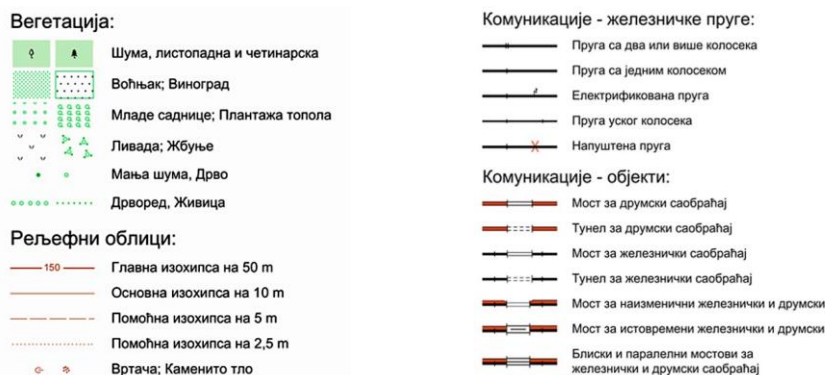 Вегетација:
Шума, листопадна и четинарска
Воћњак; Виноград
Младе саднице; Плантажа топола
Ливада; Жбуње
Мања шума, Дрво
Дрворед, Живица
Рељефни облици:
150
Главна изохипса на 50 m
Основна изохипса на 10 m
Помоћна изохипса на 5 m
Помоћна изохипса на 2,5 m
Вртача; Каменито тло
Комуникације - железничке пруге:
Пруга са два или више колосека
Пруга са једним колосеком
Електрификована пруга
Пруга уског колосека
Напуштена пруга
Комуникације - објекти:
Мост за друмски саобраћај
Тунел за друмски саобраћај
Мост за железнички саобраћај
Тунел за железнички саобраћај
Мост за наизменични железнички и друмски
Мост за истовремени железнички и друмски
Блиски и паралелни мостови за
железнички и друмски саобраћај